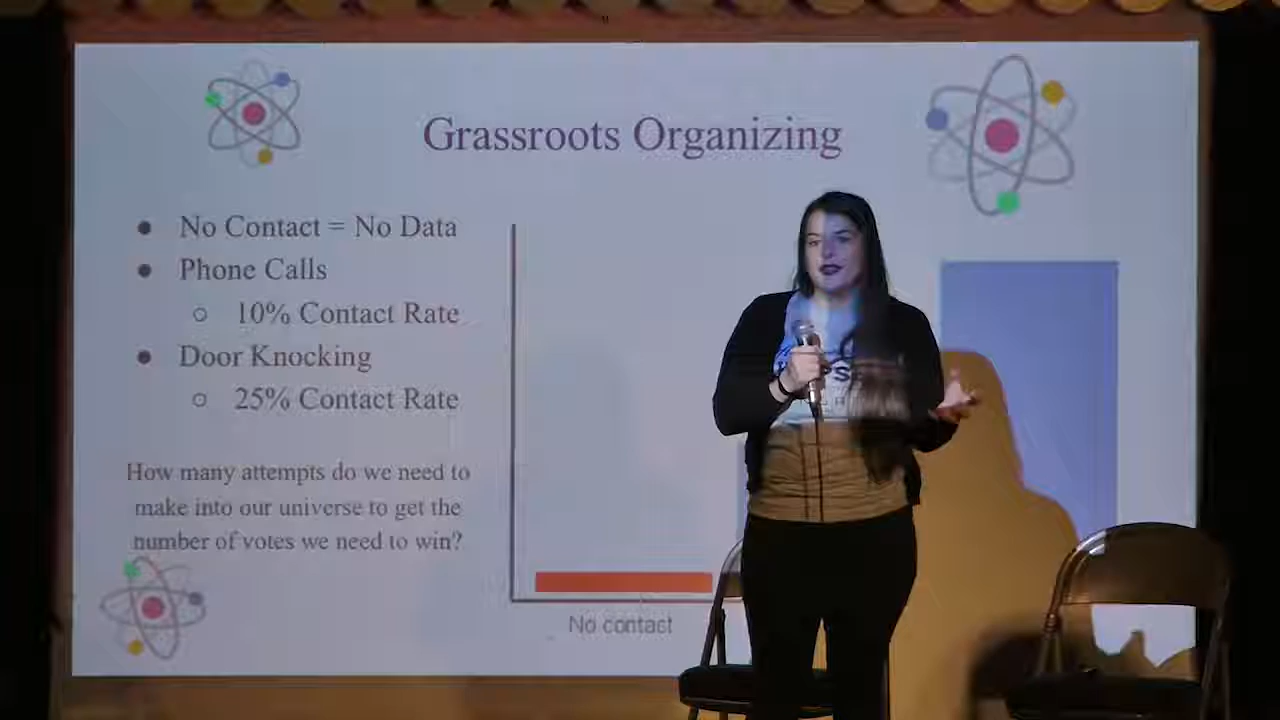 Grassroots Organizing
● No Contact = No Data
● Phone Calls
○ 10% Contact Rate
● Door Knocking
○ 25% Contact Rate
How many attempts do we need to
make into our universe to get the
number of votes we need to win?
No contact